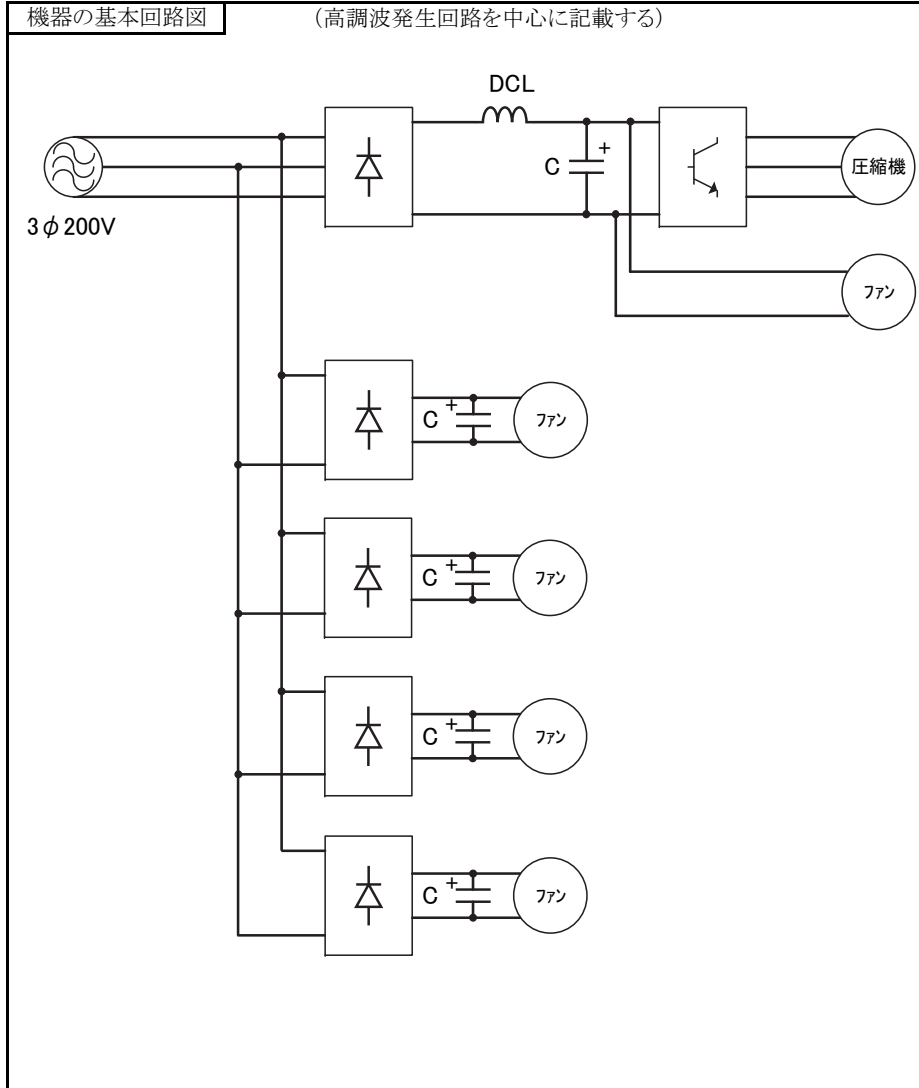 機器の基本回路図 (高調波発生回路を中心に記載する)
DCL
C +
圧縮機
3φ200V
ファン
C + ファン
C + ファン
C + ファン
C + ファン